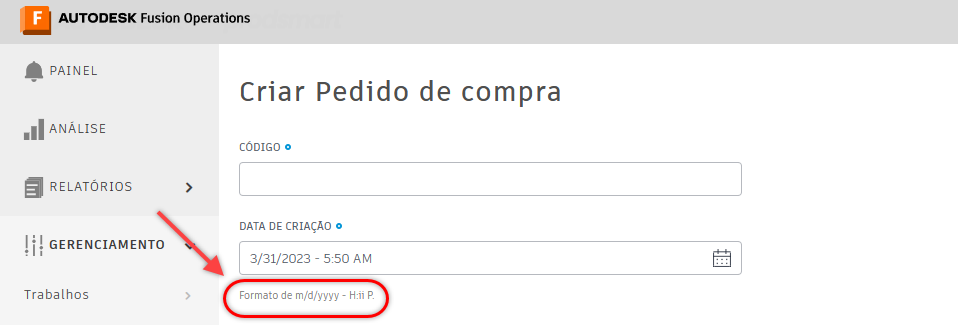 F AUTODESK Fusion Operations
PAINEL
ANÁLISE
RELATÓRIOS
GERENCIAMENTO
Trabalhos
Criar Pedido de compra
CÓDIGO
DATA DE CRIAÇÃO
3/31/2023 - 5:50 AM
Formato de m/d/yyyy - H:ii P.